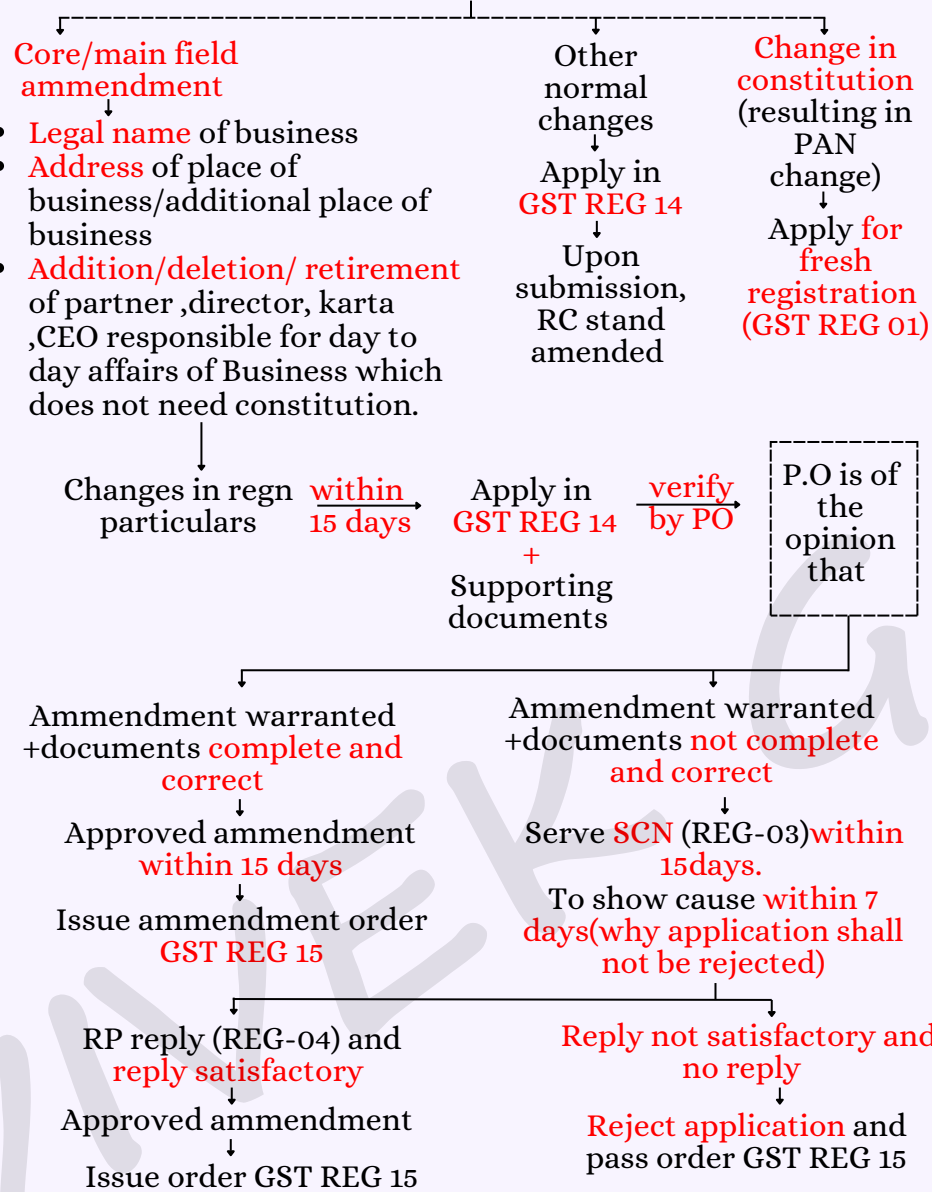 Core/main field
ammendment
• Legal name of business
• Address of place of
business/additional place of
business
• Addition/deletion/ retirement
of partner ,director, karta
,CEO responsible for day to
day affairs of Business which
does not need constitution.
Other
normal
changes
Apply in
GST REG 14
Upon
submission,
RC stand
amended
Change in
constitution
(resulting in
PAN
change)
Apply for
fresh
registration
(GST REG 01)
Changes in regn
particulars
within
15 days
Apply in
GST REG 14
+
Supporting
documents
verify
by PO
P.O is of
the
opinion
that
Ammendment warranted
+documents complete and
correct
Approved ammendment
within 15 days
Issue ammendment order
GST REG 15
Ammendment warranted
+documents not complete
and correct
Serve SCN (REG-03)within
15days.
To show cause within 7
days(why application shall
not be rejected)
RP reply (REG-04) and
reply satisfactory
Approved ammendment
Issue order GST REG 15
Reply not satisfactory and
no reply
Reject application and
pass order GST REG 15
VIVEK G